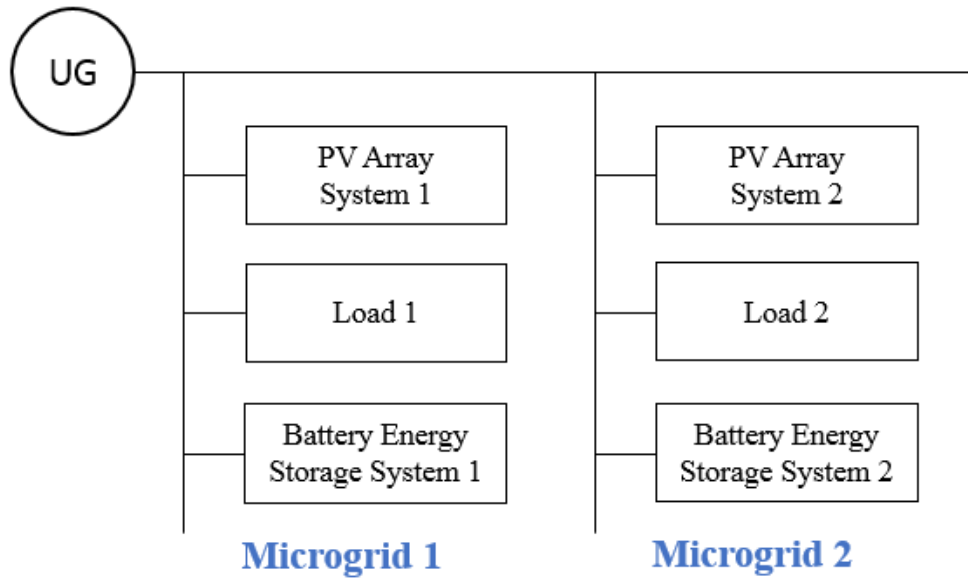 UG
PV Array
System 1
PV Array
System 2
Load 1
Load 2
Battery Energy
Storage System 1
Battery Energy
Storage System 2
Microgrid 1
Microgrid 2